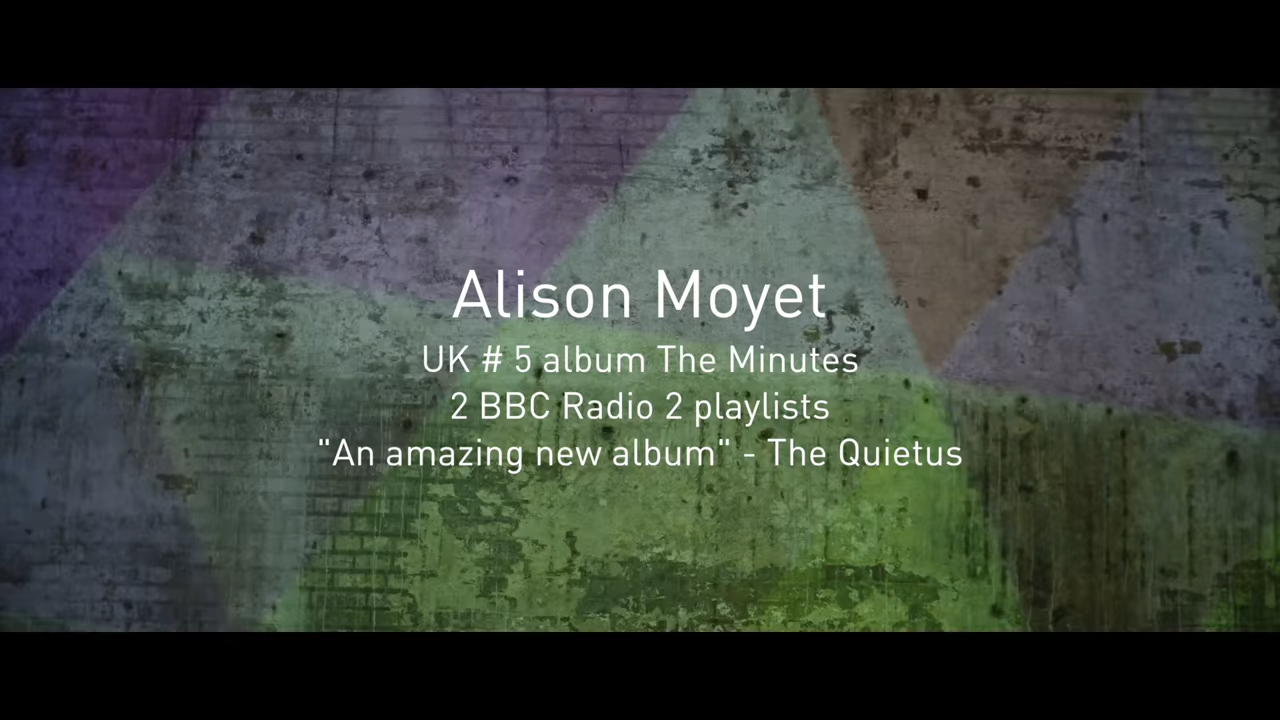 Alison Moyet
UK # 5 album The Minutes
2 BBC Radio 2 playlists
"An amazing new album" - The Quietus